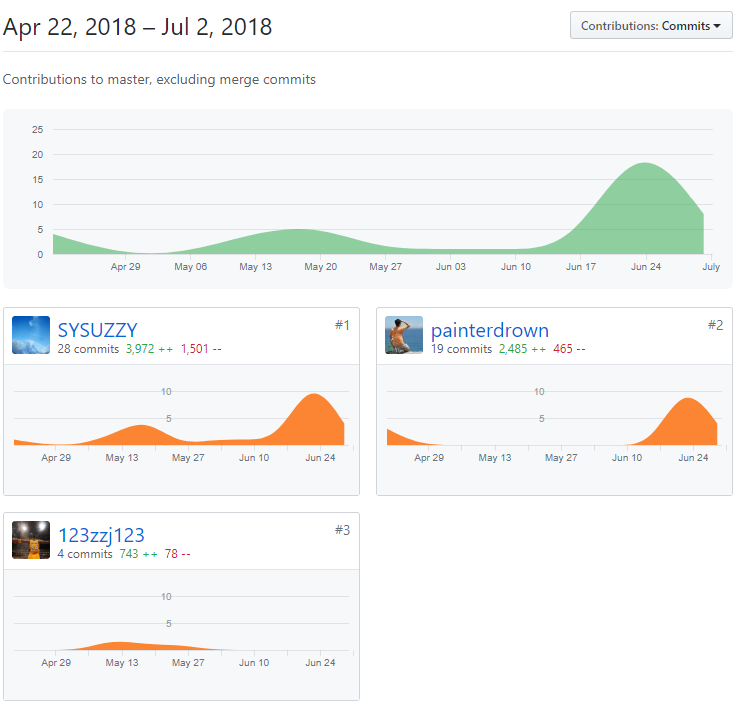 Apr 22, 2018 – Jul 2, 2018
Contributions: Commits
Contributions to master, excluding merge commits
25
20
15
10
5
0
Apr 29 May 06 May 13 May 20 May 27 Jun 03 Jun 10 Jun 17 Jun 24 July
SYSUZZY #1
28 commits 3,972 ++ 1,501 --
10
5
Apr 29 May 13 May 27 Jun 10 Jun 24
painterdrown #2
19 commits 2,485 ++ 465 --
10
5
Apr 29 May 13 May 27 Jun 10 Jun 24
123zzj123 #3
4 commits 743 ++ 78 --
10
5
Apr 29 May 13 May 27 Jun 10 Jun 24